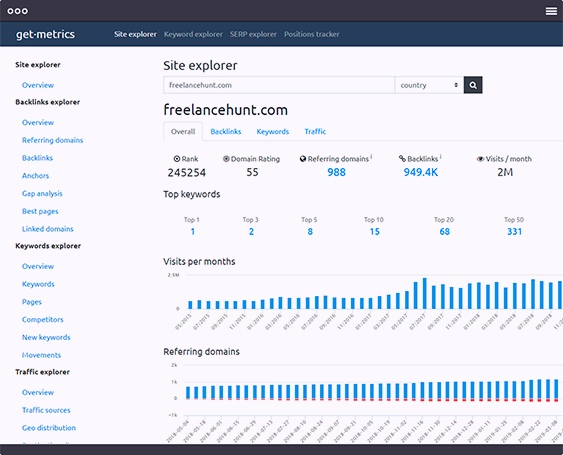 get-metrics
Site explorer Keyword explorer SERP explorer Positions tracker
Site explorer
Overview
Backlinks explorer
Overview
Referring domains
Backlinks
Anchors
Gap analysis
Best pages
Linked domains
Keywords explorer
Overview
Keywords
Pages
Competitors
New keywords
Movements
Traffic explorer
Overview
Traffic sources
Geo distribution
Site explorer
freelancehunt.com country
freelancehunt.com
Overall Backlinks Keywords Traffic
Rank Domain Rating Referring domains i Backlinks i Visits / month
245254 55 988 949.4K 2M
Top keywords
Top 1 Top 3 Top 5 Top 10 Top 20 Top 50
1 2 8 15 68 331
Visits per months
2.5M
0
05/2015 07/2015 09/2015 11/2015 01/2016 03/2016 05/2016 07/2016 09/2016 11/2016 01/2017 03/2017 05/2017 07/2017 09/2017 11/2017 01/2018 03/2018 05/2018 07/2018 09/2018 11/2018
Referring domains
2k
1k
0
-1k
2018-05-04 2018-05-18 2018-06-01 2018-06-15 2018-06-29 2018-07-13 2018-07-27 2018-08-10 2018-08-24 2018-09-07 2018-09-21 2018-10-05 2018-10-19 2018-11-02 2018-11-16 2018-11-30 2018-12-14 2018-12-28 2019-01-11 2019-01-25 2019-02-08 2019-02-22 2019-03-08